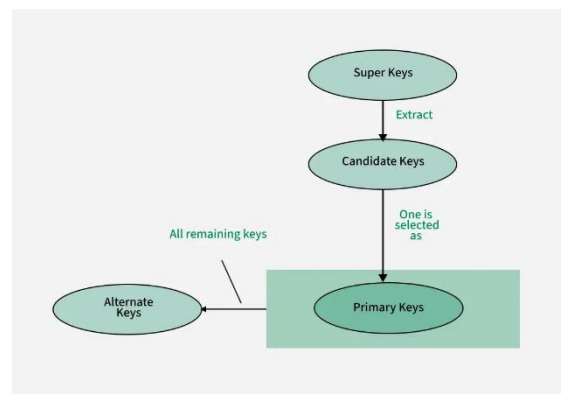 Super Keys
Extract
Candidate Keys
One is
selected
as
All remaining keys
Alternate
Keys
Primary Keys